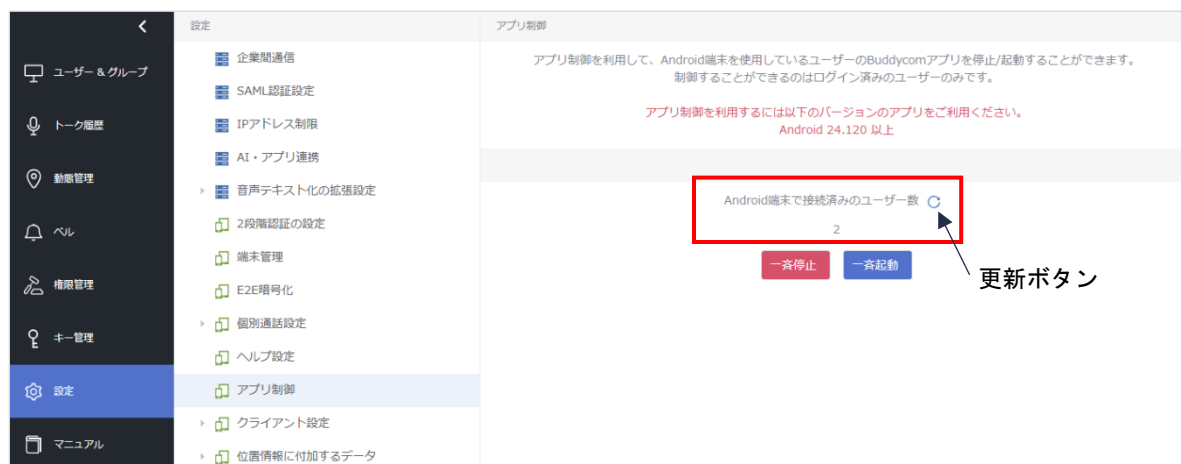 設定
アプリ制御
ユーザー & グループ
トーク履歴
動態管理
ベル
権限管理
キー管理
設定
マニュアル
企業間通信
SAML認証設定
IPアドレス制限
AI・アプリ連携
音声テキスト化の拡張設定
2段階認証の設定
端末管理
E2E暗号化
個別通話設定
ヘルプ設定
アプリ制御
クライアント設定
位置情報に付加するデータ
アプリ制御を利用して、Android端末を使用しているユーザーのBuddycomアプリを停止/起動することができます。
制御することができるのはログイン済みのユーザーのみです。
アプリ制御を利用するには以下のバージョンのアプリをご利用ください。
Android 24.120 以上
Android端末で接続済みのユーザー数
2
一斉停止
一斉起動
更新ボタン